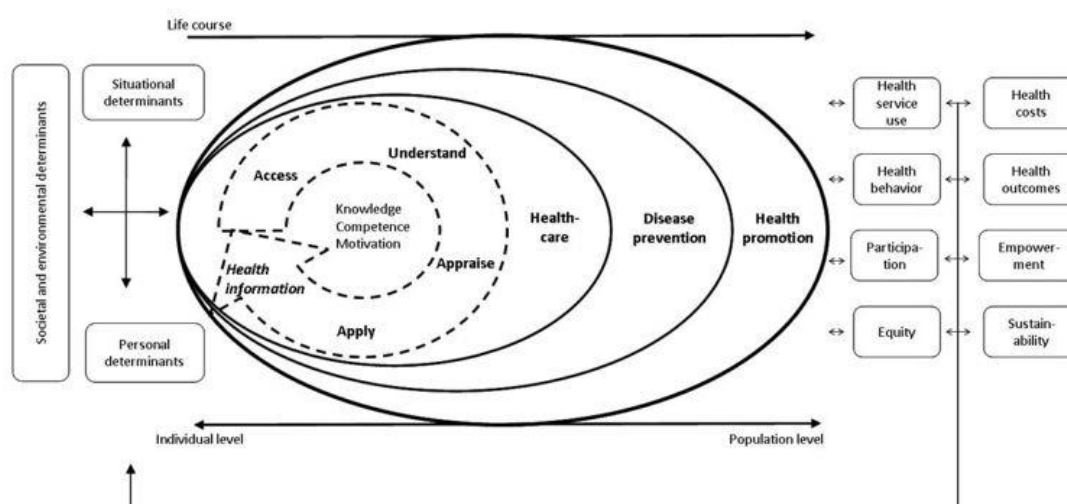 Life course
Societal and environmental determinants
Situational
determinants
Personal
determinants
Access
Understand
Knowledge
Competence
Motivation
Appraise
Health
information
Apply
Health-
care
Disease
prevention
Health
promotion
Health
service
use
Health
costs
Health
behavior
Health
outcomes
Participa-
tion
Empower-
ment
Equity
Sustain-
ability
Individual level
Population level